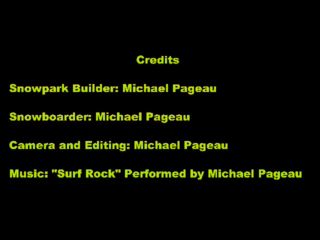 Credits
Snowpark Builder: Michael Pageau
Snowboarder: Michael Pageau
Camera and Editing: Michael Pageau
Music: "Surf Rock" Performed by Michael Pageau